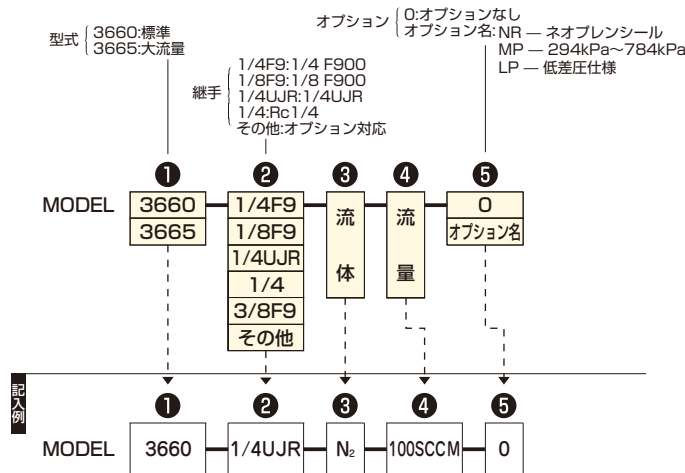 型式 3660:標準
3665:大流量
継手 1/4F9:1/4 F900
1/8F9:1/8 F900
1/4UJR:1/4UJR
1/4:Rc1/4
その他:オプション対応
オプション 0:オプションなし
オプション名: NR — ネオプレンシール
MP — 294kPa〜784kPa
LP — 低差圧仕様
❶ ❷ ❸ ❹ ❺
MODEL 3660 1/4F9 流体 流量 0
3665 1/8F9 オプション名
1/4UJR
1/4
3/8F9
その他
記入例
❶ ❷ ❸ ❹ ❺
MODEL 3660 1/4UJR N₂ 100SCCM 0